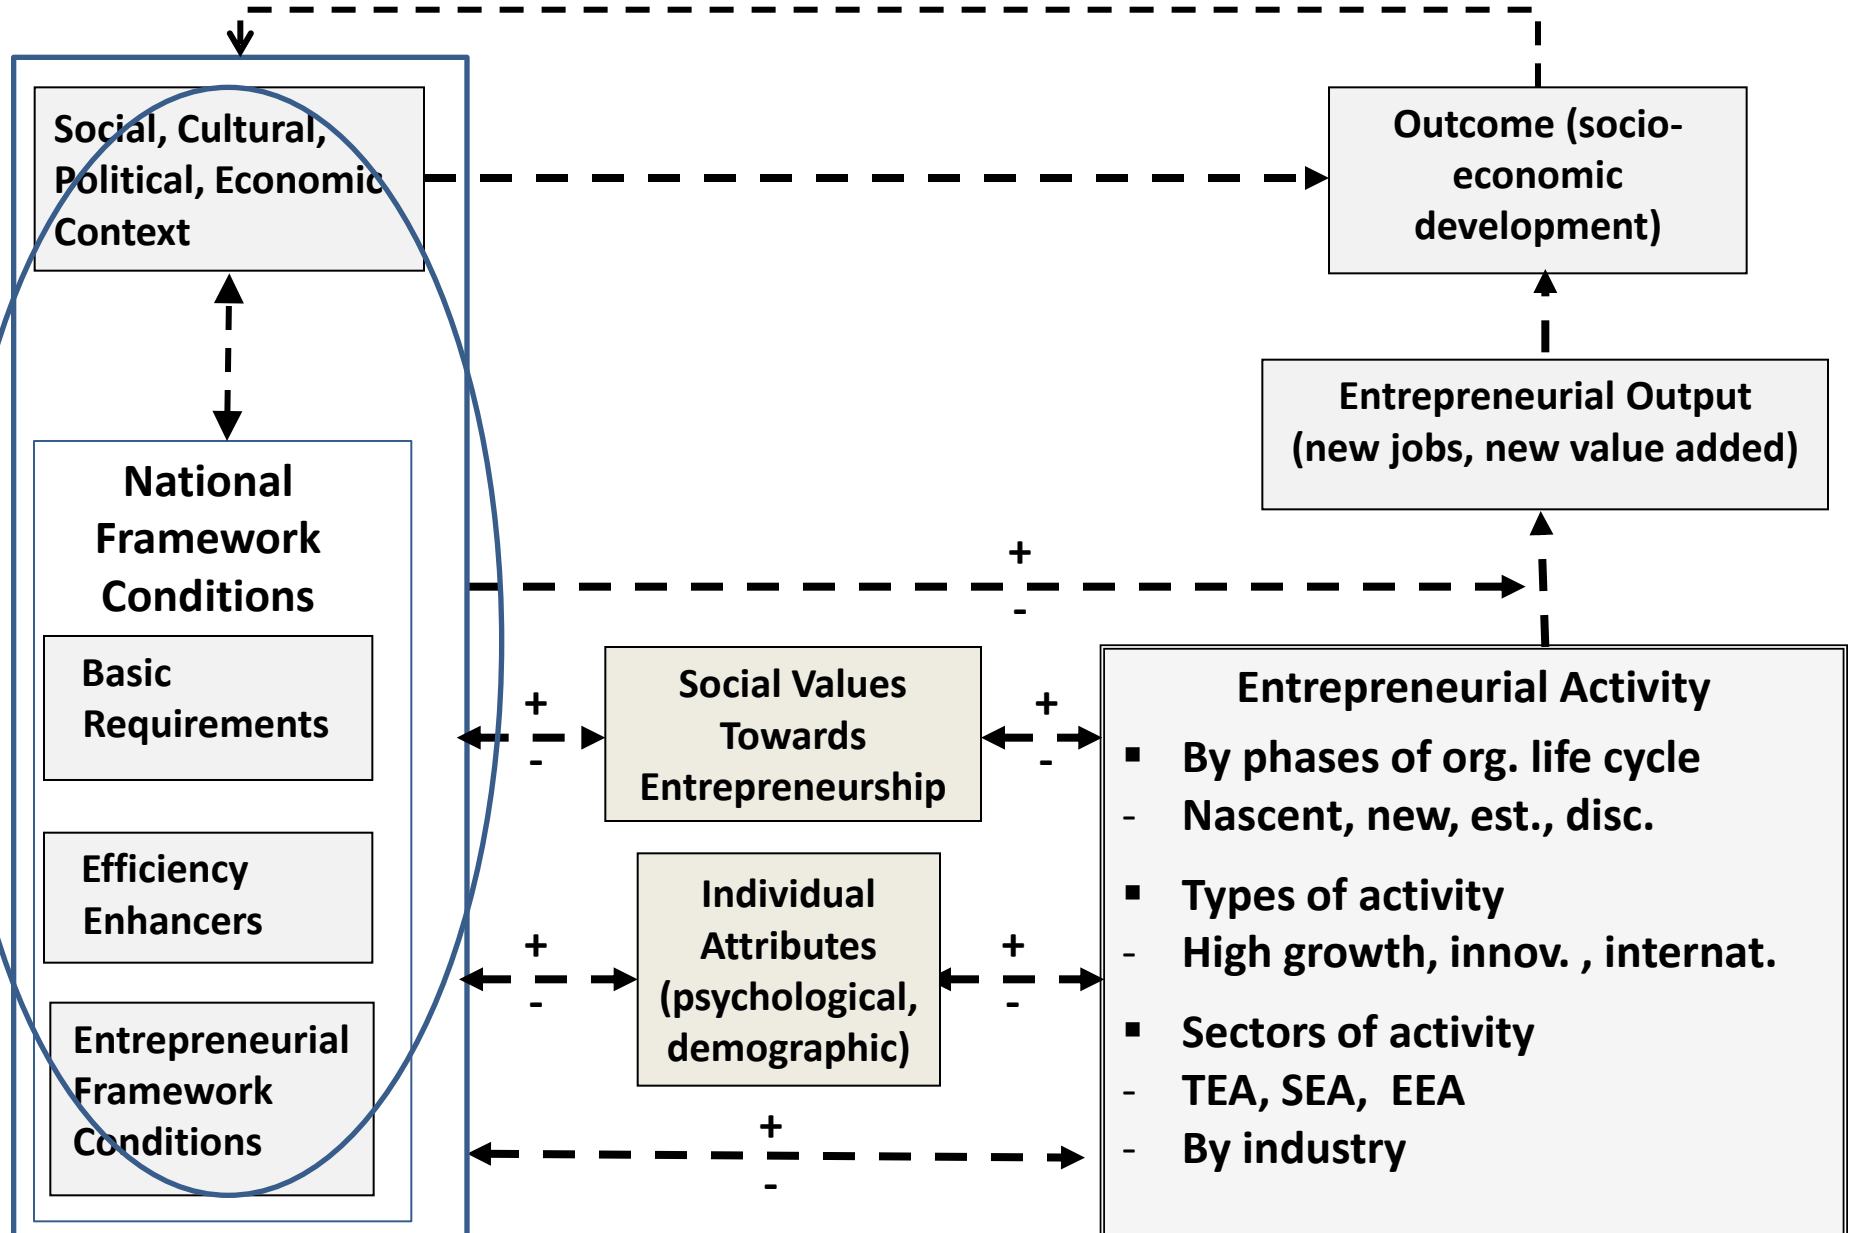 Social, Cultural,
Political, Economic
Context
Outcome (socio-
economic
development)
Entrepreneurial Output
(new jobs, new value added)
National
Framework
Conditions
+
-
Basic
Requirements
+
-
Social Values
Towards
Entrepreneurship
+
-
Efficiency
Enhancers
+
-
Individual
Attributes
(psychological,
demographic)
+
-
Entrepreneurial
Framework
Conditions
+
-
Entrepreneurial Activity
▪ By phases of org. life cycle
- Nascent, new, est., disc.
▪ Types of activity
- High growth, innov. , internat.
▪ Sectors of activity
- TEA, SEA, EEA
- By industry